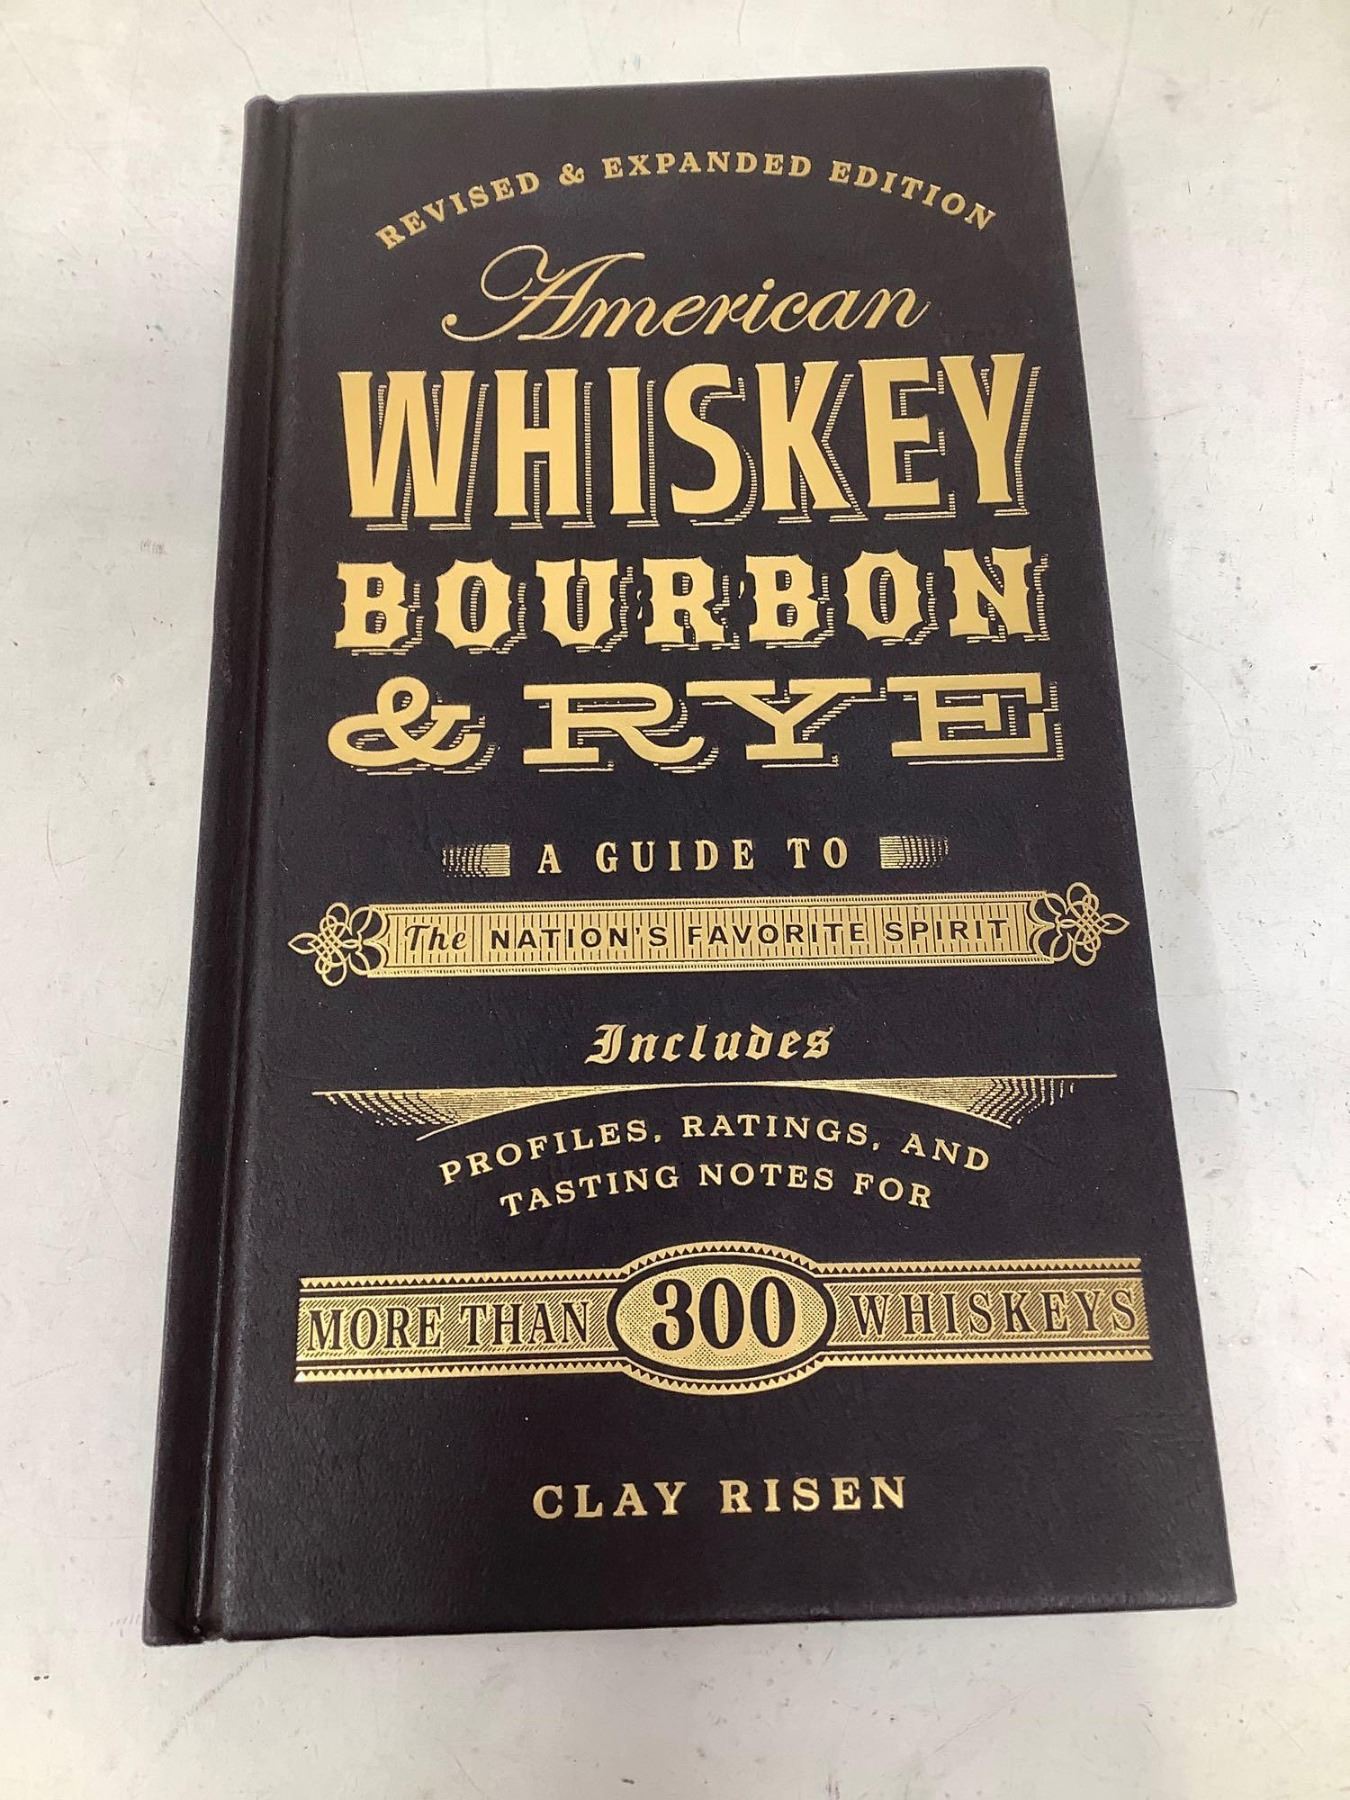 REVISED & EXPANDED EDITION
American
WHISKEY
BOURBON
& RYE
A GUIDE TO
The NATION'S FAVORITE SPIRIT
Includes
PROFILES, RATINGS, AND
TASTING NOTES FOR
MORE THAN 300 WHISKEYS
CLAY RISEN